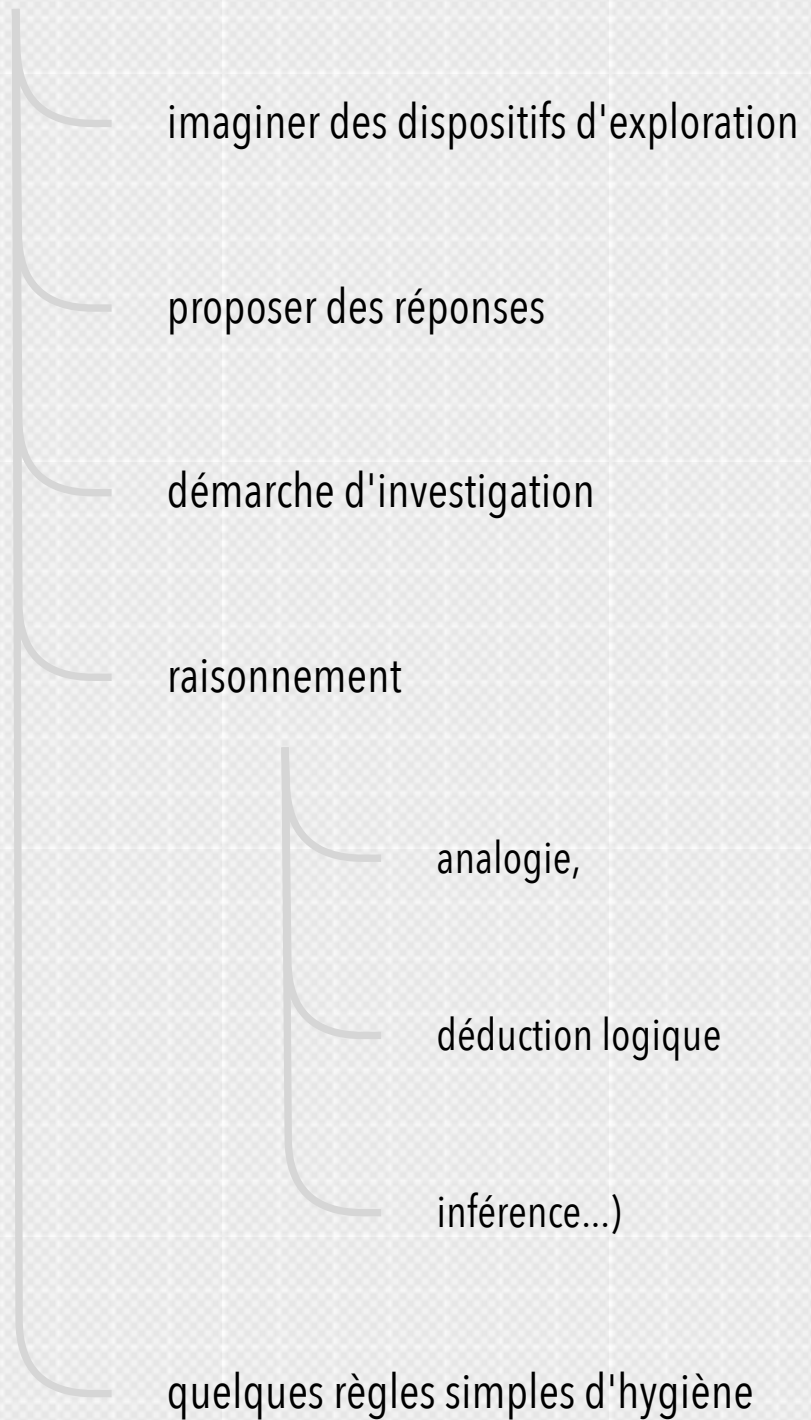 imaginer des dispositifs d'exploration
proposer des réponses
démarche d'investigation
raisonnement
analogie,
déduction logique
inférence...)
quelques règles simples d'hygiène